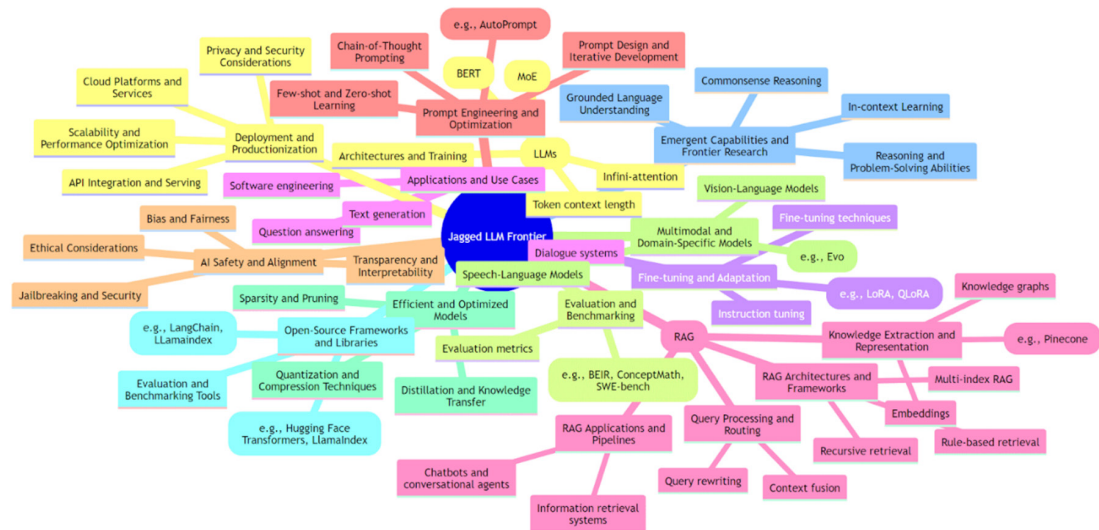 e.g., AutoPrompt
Chain-of-Thought
Prompting
Prompt Design and
Iterative Development
Privacy and Security
Considerations
BERT
MoE
Commonsense Reasoning
Cloud Platforms and
Services
Few-shot and Zero-shot
Learning
Prompt Engineering and
Optimization
Grounded Language
Understanding
In-context Learning
Scalability and
Performance Optimization
Deployment and
Productionization
Architectures and Training
LLMs
Emergent Capabilities and
Frontier Research
Reasoning and
Problem-Solving Abilities
API Integration and Serving
Software engineering
Applications and Use Cases
Infini-attention
Vision-Language Models
Bias and Fairness
Text generation
Token context length
Fine-tuning techniques
Question answering
Jagged LLM Frontier
Multimodal and
Domain-Specific Models
Ethical Considerations
AI Safety and Alignment
Transparency and
Interpretability
Dialogue systems
e.g., Evo
Speech-Language Models
Fine-tuning and Adaptation
Jailbreaking and Security
Sparsity and Pruning
Efficient and Optimized
Models
Evaluation and
Benchmarking
e.g., LoRA, QLoRA
Knowledge graphs
Instruction tuning
e.g., LangChain,
LLamaindex
Open-Source Frameworks
and Libraries
Evaluation metrics
RAG
Knowledge Extraction and
Representation
e.g., Pinecone
Evaluation and
Benchmarking Tools
Quantization and
Compression Techniques
Distillation and Knowledge
Transfer
e.g., BEIR, ConceptMath,
SWE-bench
RAG Architectures and
Frameworks
Multi-index RAG
e.g., Hugging Face
Transformers, LlamaIndex
RAG Applications and
Pipelines
Query Processing and
Routing
Embeddings
Rule-based retrieval
Recursive retrieval
Chatbots and
conversational agents
Query rewriting
Context fusion
Information retrieval
systems